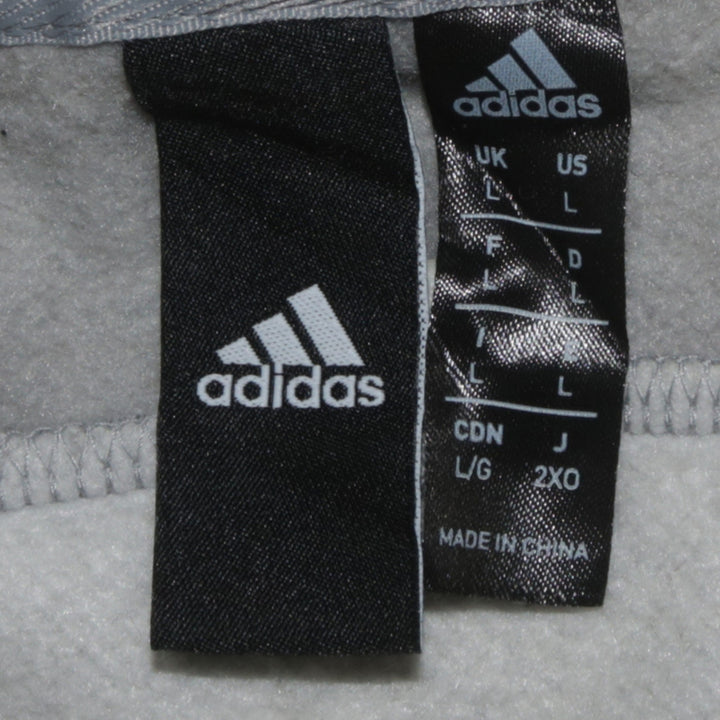 adidas
adidas
UK US
L L
F D
L L
I E
L L
CDN J
L/G 2XO
MADE IN CHINA